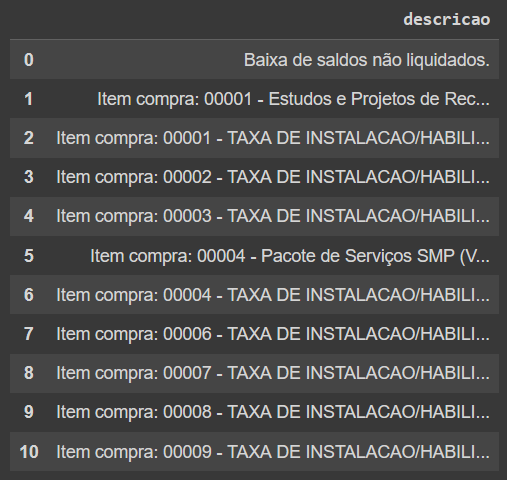 descricao
0 Baixa de saldos não liquidados.
1 Item compra: 00001 - Estudos e Projetos de Rec...
2 Item compra: 00001 - TAXA DE INSTALACAO/HABILI...
3 Item compra: 00002 - TAXA DE INSTALACAO/HABILI...
4 Item compra: 00003 - TAXA DE INSTALACAO/HABILI...
5 Item compra: 00004 - Pacote de Serviços SMP (V...
6 Item compra: 00004 - TAXA DE INSTALACAO/HABILI...
7 Item compra: 00006 - TAXA DE INSTALACAO/HABILI...
8 Item compra: 00007 - TAXA DE INSTALACAO/HABILI...
9 Item compra: 00008 - TAXA DE INSTALACAO/HABILI...
10 Item compra: 00009 - TAXA DE INSTALACAO/HABILI...